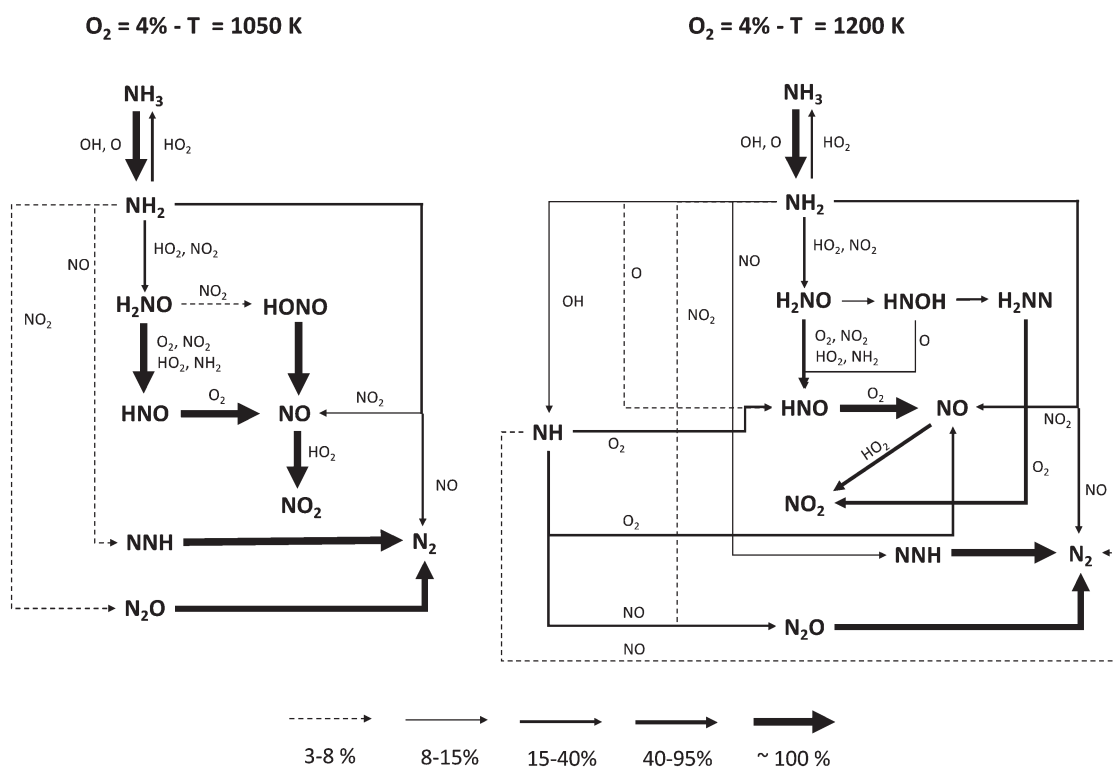 O₂ = 4% - T = 1050 K
NH₃
OH, O
HO₂
NH₂
HO₂, NO₂
NO
NO₂
H₂NO
NO₂
HONO
O₂, NO₂
HO₂, NH₂
HNO
O₂
NO
NO₂
HO₂
NO₂
NO
NNH
N₂
N₂O
O₂ = 4% - T = 1200 K
NH₃
OH, O
HO₂
NH₂
HO₂, NO₂
NO
O
OH
NO₂
H₂NO
HNOH
H₂NN
O₂, NO₂
HO₂, NH₂
O
HNO
O₂
NO
NO₂
NH
O₂
HO₂
O₂
NO₂
NO
O₂
NNH
N₂
NO
N₂O
NO
3-8 %
8-15%
15-40%
40-95%
~ 100 %